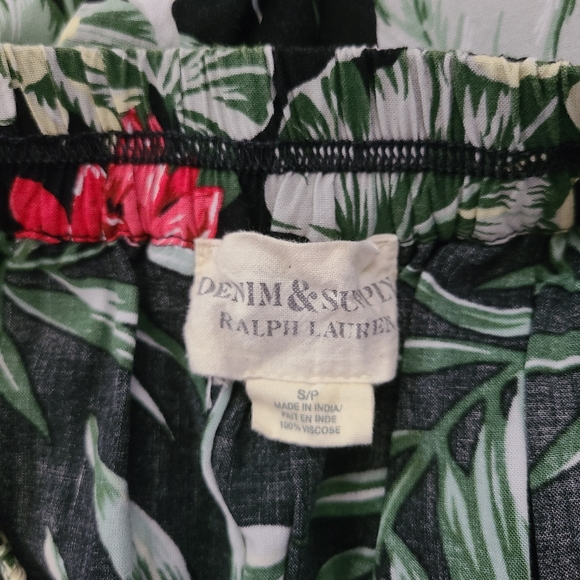 DENIM & SUPPLY
RALPH LAUREN
S/P
MADE IN INDIA/
FAIT EN INDE
100% VISCOSE